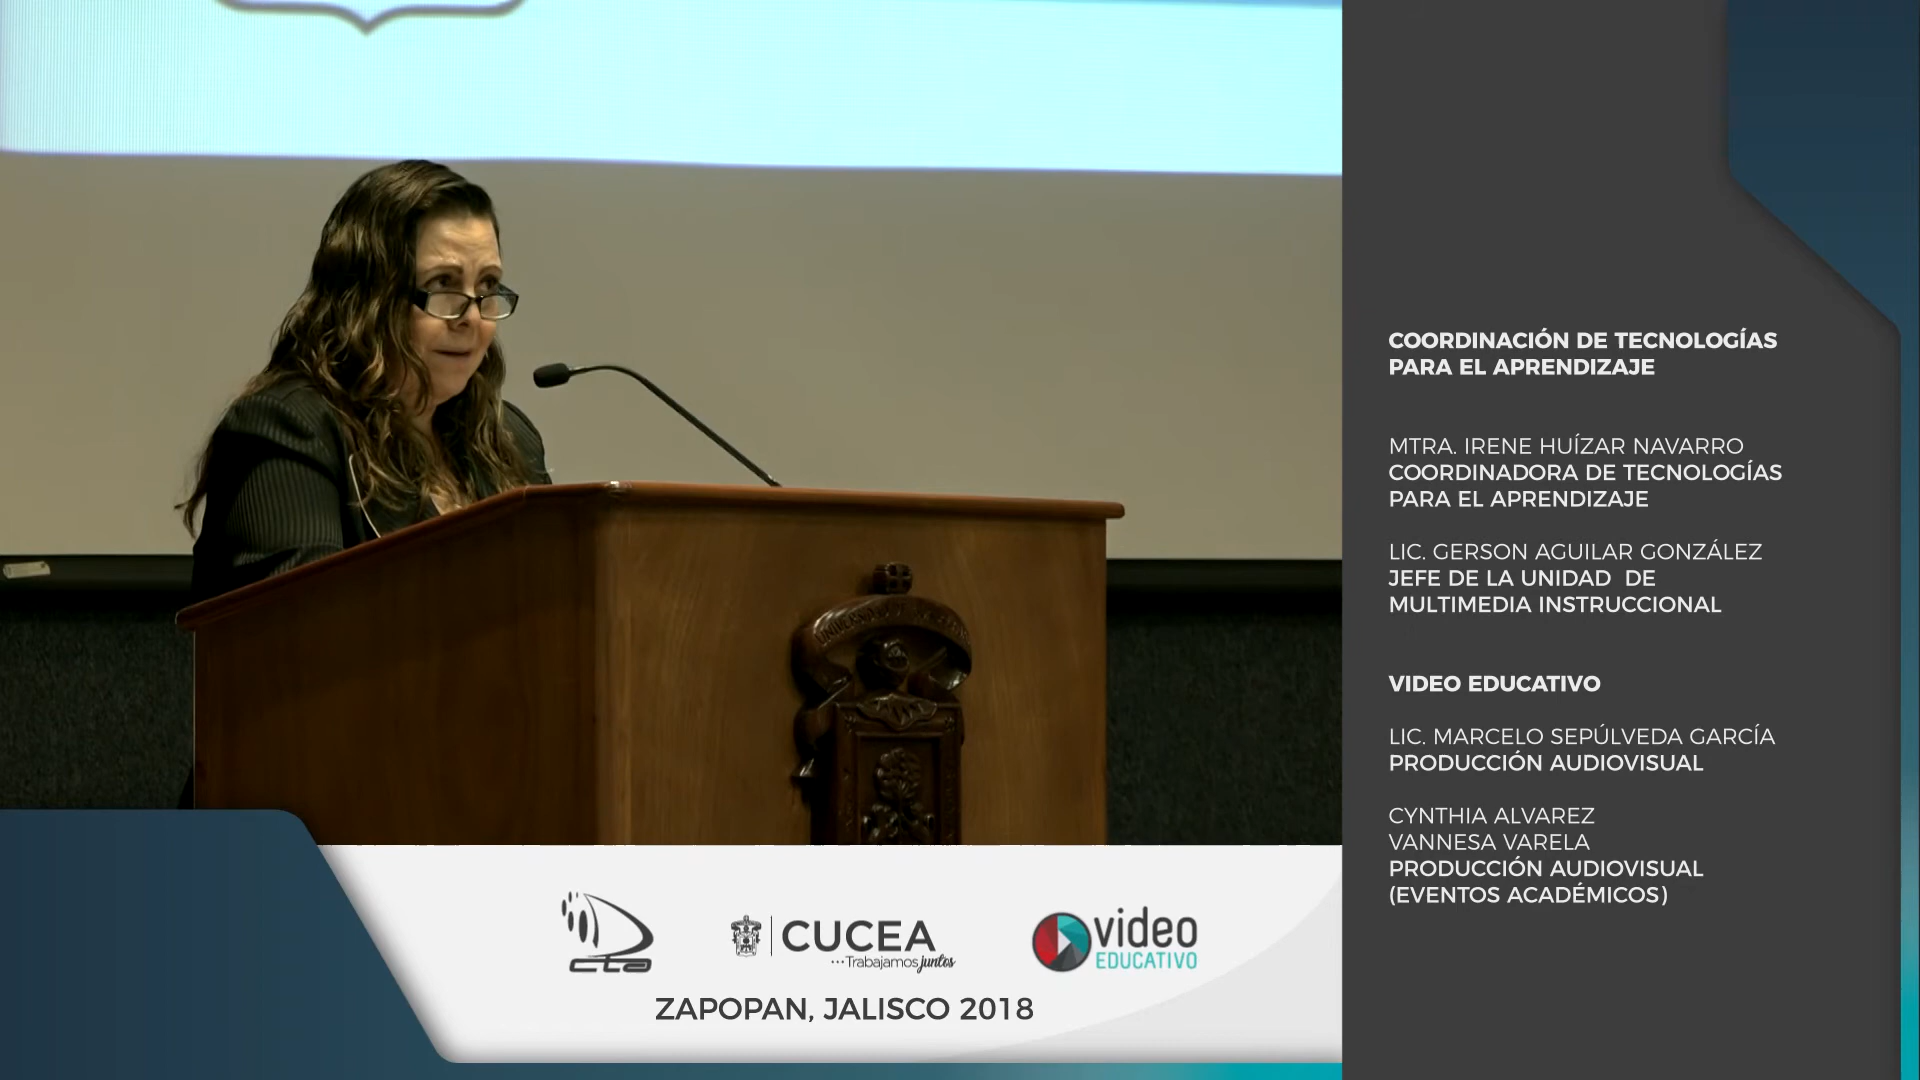 COORDINACIÓN DE TECNOLOGÍAS
PARA EL APRENDIZAJE
MTRA. IRENE HUÍZAR NAVARRO
COORDINADORA DE TECNOLOGÍAS
PARA EL APRENDIZAJE
LIC. GERSON AGUILAR GONZÁLEZ
JEFE DE LA UNIDAD DE
MULTIMEDIA INSTRUCCIONAL
VIDEO EDUCATIVO
LIC. MARCELO SEPÚLVEDA GARCÍA
PRODUCCIÓN AUDIOVISUAL
CYNTHIA ALVAREZ
VANNESA VARELA
PRODUCCIÓN AUDIOVISUAL
(EVENTOS ACADÉMICOS)
cta
CUCEA
...Trabajamos juntos
video
EDUCATIVO
ZAPOPAN, JALISCO 2018